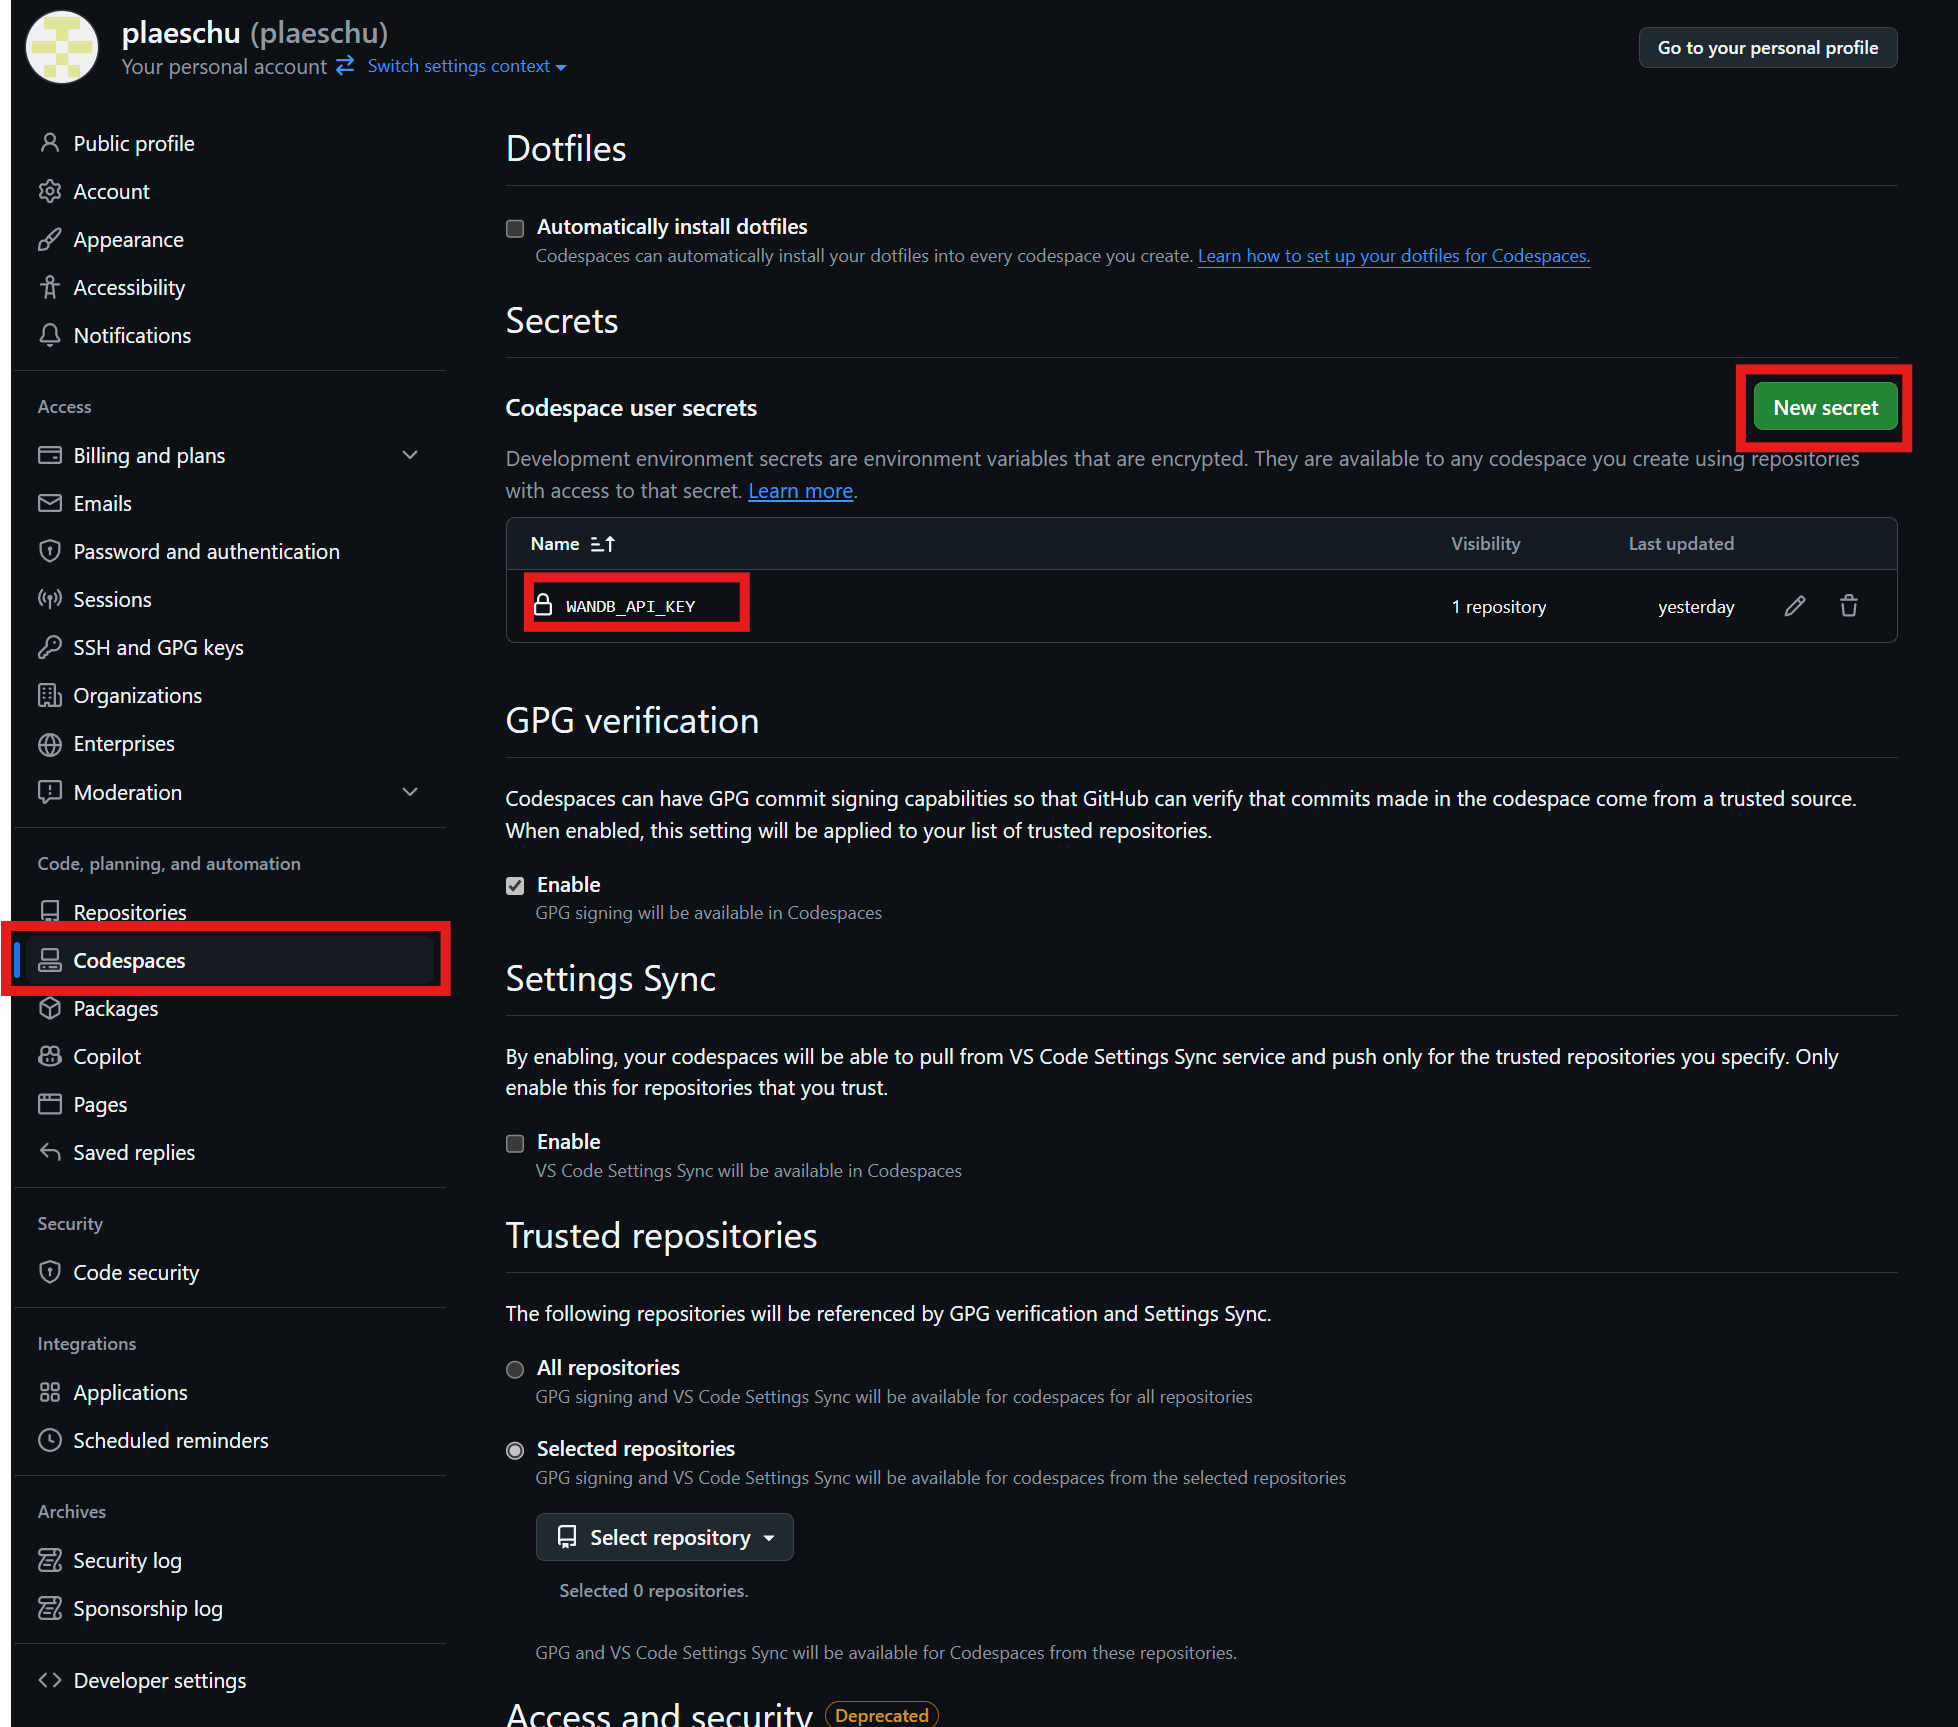 plaeschu (plaeschu)
Your personal account Switch settings context
Go to your personal profile
Public profile
Account
Appearance
Accessibility
Notifications
Access
Billing and plans
Emails
Password and authentication
Sessions
SSH and GPG keys
Organizations
Enterprises
Moderation
Code, planning, and automation
Repositories
Codespaces
Packages
Copilot
Pages
Saved replies
Security
Code security
Integrations
Applications
Scheduled reminders
Archives
Security log
Sponsorship log
Developer settings
Dotfiles
Automatically install dotfiles
Codespaces can automatically install your dotfiles into every codespace you create. Learn how to set up your dotfiles for Codespaces.
Secrets
Codespace user secrets
New secret
Development environment secrets are environment variables that are encrypted. They are available to any codespace you create using repositories
with access to that secret. Learn more.
Name Visibility Last updated
WANDB_API_KEY 1 repository yesterday
GPG verification
Codespaces can have GPG commit signing capabilities so that GitHub can verify that commits made in the codespace come from a trusted source.
When enabled, this setting will be applied to your list of trusted repositories.
Enable
GPG signing will be available in Codespaces
Settings Sync
By enabling, your codespaces will be able to pull from VS Code Settings Sync service and push only for the trusted repositories you specify. Only
enable this for repositories that you trust.
Enable
VS Code Settings Sync will be available in Codespaces
Trusted repositories
The following repositories will be referenced by GPG verification and Settings Sync.
All repositories
GPG signing and VS Code Settings Sync will be available for codespaces for all repositories
Selected repositories
GPG signing and VS Code Settings Sync will be available for codespaces from the selected repositories
Select repository
Selected 0 repositories.
GPG and VS Code Settings Sync will be available for Codespaces from these repositories.
Access and security Deprecated